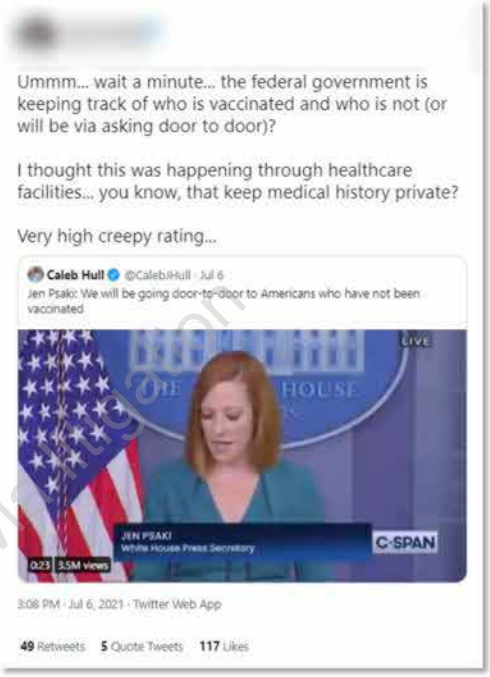 Ummm... wait a minute... the federal government is
keeping track of who is vaccinated and who is not (or
will be via asking door to door)?
I thought this was happening through healthcare
facilities... you know, that keep medical history private?
Very high creepy rating...
Caleb Hull @CalebJHull · Jul 6
Jen Psaki: We will be going door-to-door to Americans who have not been
vaccinated
LIVE
THE HOUSE
JEN PSAKI
White House Press Secretary
C-SPAN
0:23 3.5M views
3:08 PM · Jul 6, 2021 · Twitter Web App
49 Retweets 5 Quote Tweets 117 Likes